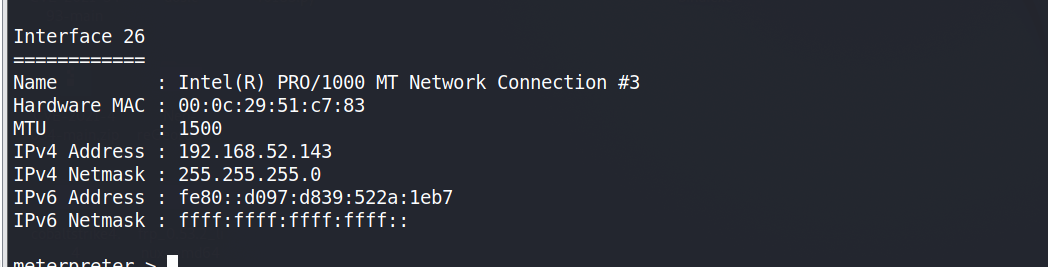 Interface 26
============
Name         : Intel(R) PRO/1000 MT Network Connection #3
Hardware MAC : 00:0c:29:51:c7:83
MTU          : 1500
IPv4 Address : 192.168.52.143
IPv4 Netmask : 255.255.255.0
IPv6 Address : fe80::d097:d839:522a:1eb7
IPv6 Netmask : ffff:ffff:ffff:ffff::
meterpreter >